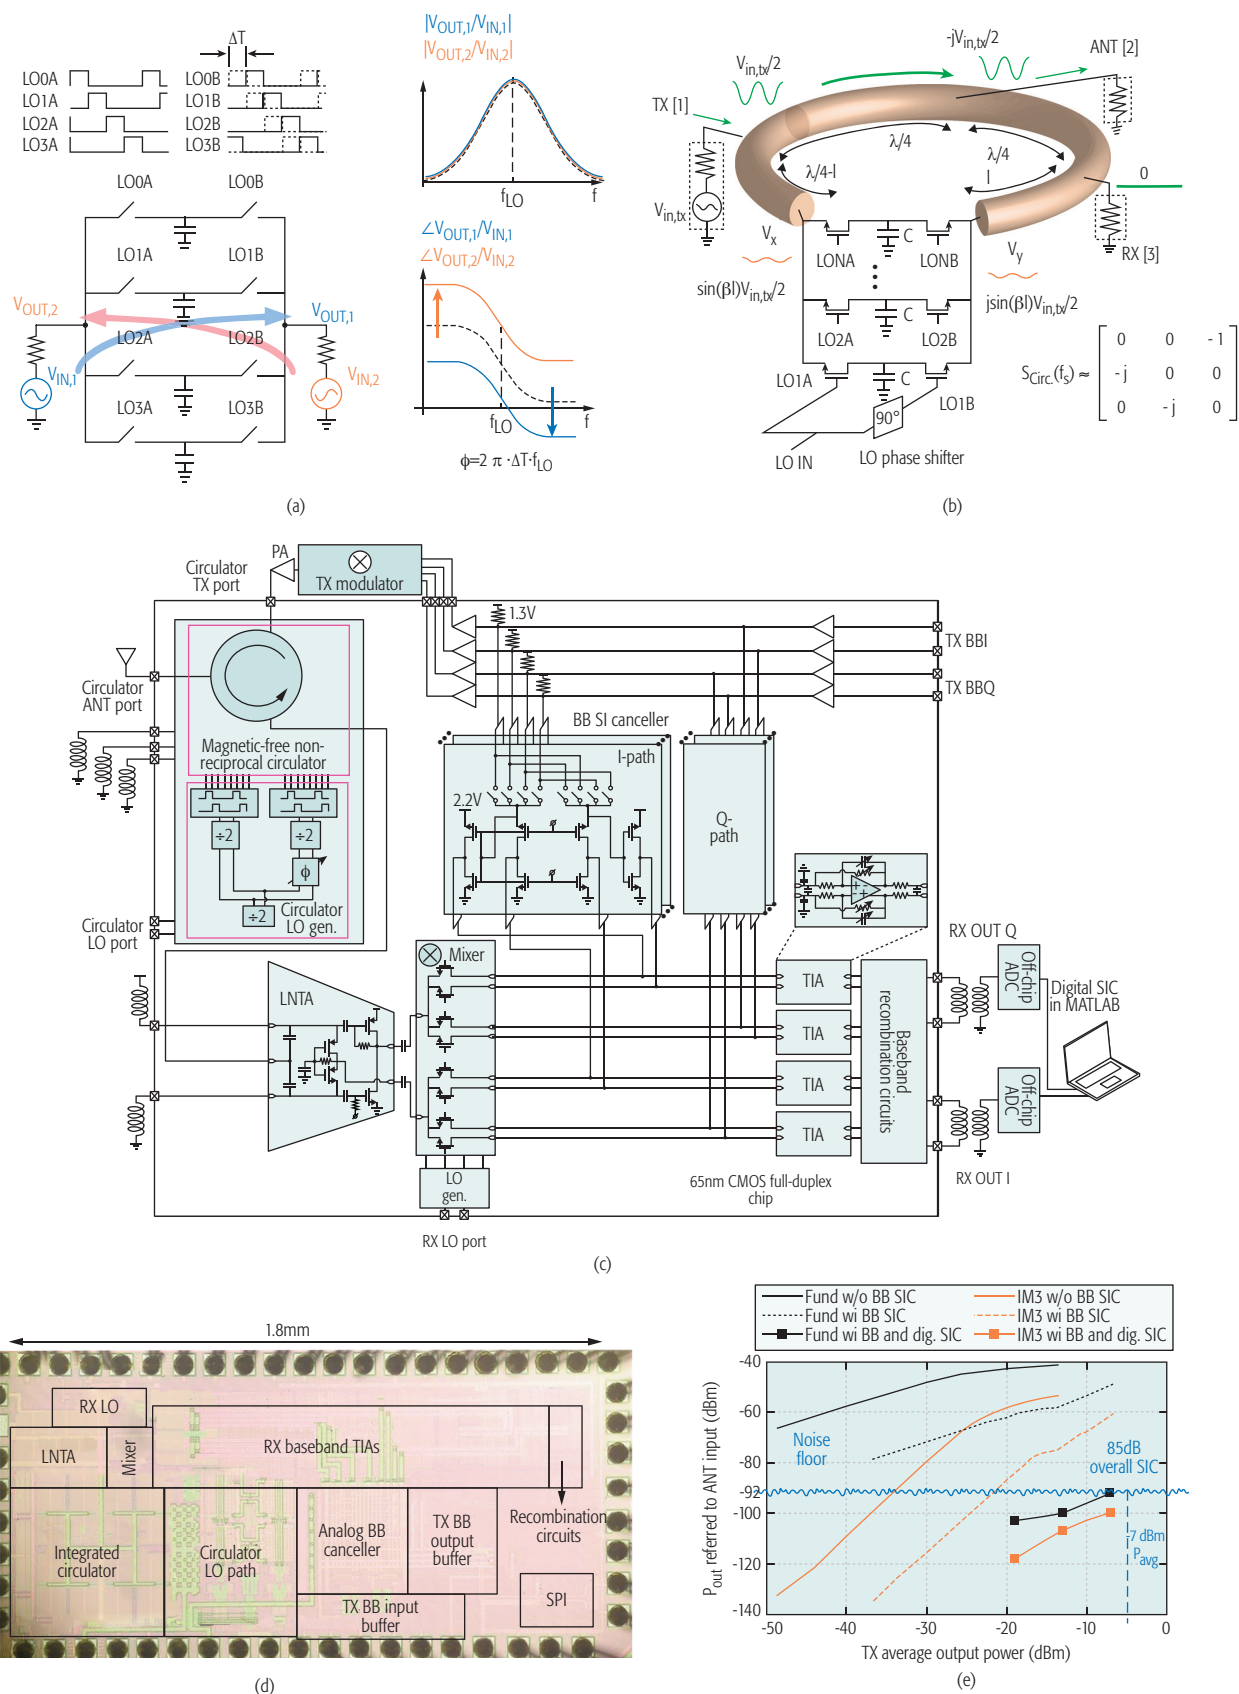 ΔT
LO0A
LO1A
LO2A
LO3A
LO0B
LO1B
LO2B
LO3B
LO0A
LO0B
LO1A
LO1B
VOUT,2
VOUT,1
LO2A
LO2B
VIN,1
VIN,2
LO3A
LO3B
|VOUT,1/VIN,1|
|VOUT,2/VIN,2|
fLO
f
∠VOUT,1/VIN,1
∠VOUT,2/VIN,2
fLO
f
ϕ=2 π ·ΔT·fLO
(a)
-jVin,tx/2
ANT [2]
Vin,tx/2
TX [1]
λ/4
λ/4
l
λ/4-l
0
Vin,tx
Vx
C
Vy
RX [3]
LONA
LONB
sin(βl)Vin,tx/2
jsin(βl)Vin,tx/2
C
LO2A
LO2B
LO1A
C
LO1B
90°
LO IN
LO phase shifter
SCirc.(fs) ≈
0 0 -1
-j 0 0
0 -j 0
(b)
PA
Circulator
TX port
TX modulator
1.3V
TX BBI
TX BBQ
Circulator
ANT port
BB SI canceller
I-path
Magnetic-free non-
reciprocal circulator
2.2V
Q-
path
÷2
÷2
ϕ
÷2
Circulator
LO gen.
Circulator
LO port
RX OUT Q
Mixer
LNTA
TIA
TIA
TIA
TIA
Baseband
recombination circuits
Off-chip
ADC
Digital SIC
in MATLAB
Off-chip
ADC
LO
gen.
65nm CMOS full-duplex
chip
RX OUT I
RX LO port
(c)
1.8mm
RX LO
LNTA
Mixer
RX baseband TIAs
Recombination
circuits
Integrated
circulator
Circulator
LO path
Analog BB
canceller
TX BB
output
buffer
SPI
TX BB input
buffer
(d)
Fund w/o BB SIC
IM3 w/o BB SIC
Fund wi BB SIC
IM3 wi BB SIC
Fund wi BB and dig. SIC
IM3 wi BB and dig. SIC
-40
-60
-80
-92
-100
-120
-140
Pout referred to ANT input (dBm)
Noise
floor
85dB
overall SIC
-7 dBm
Pavg
-50 -40 -30 -20 -10 0
TX average output power (dBm)
(e)